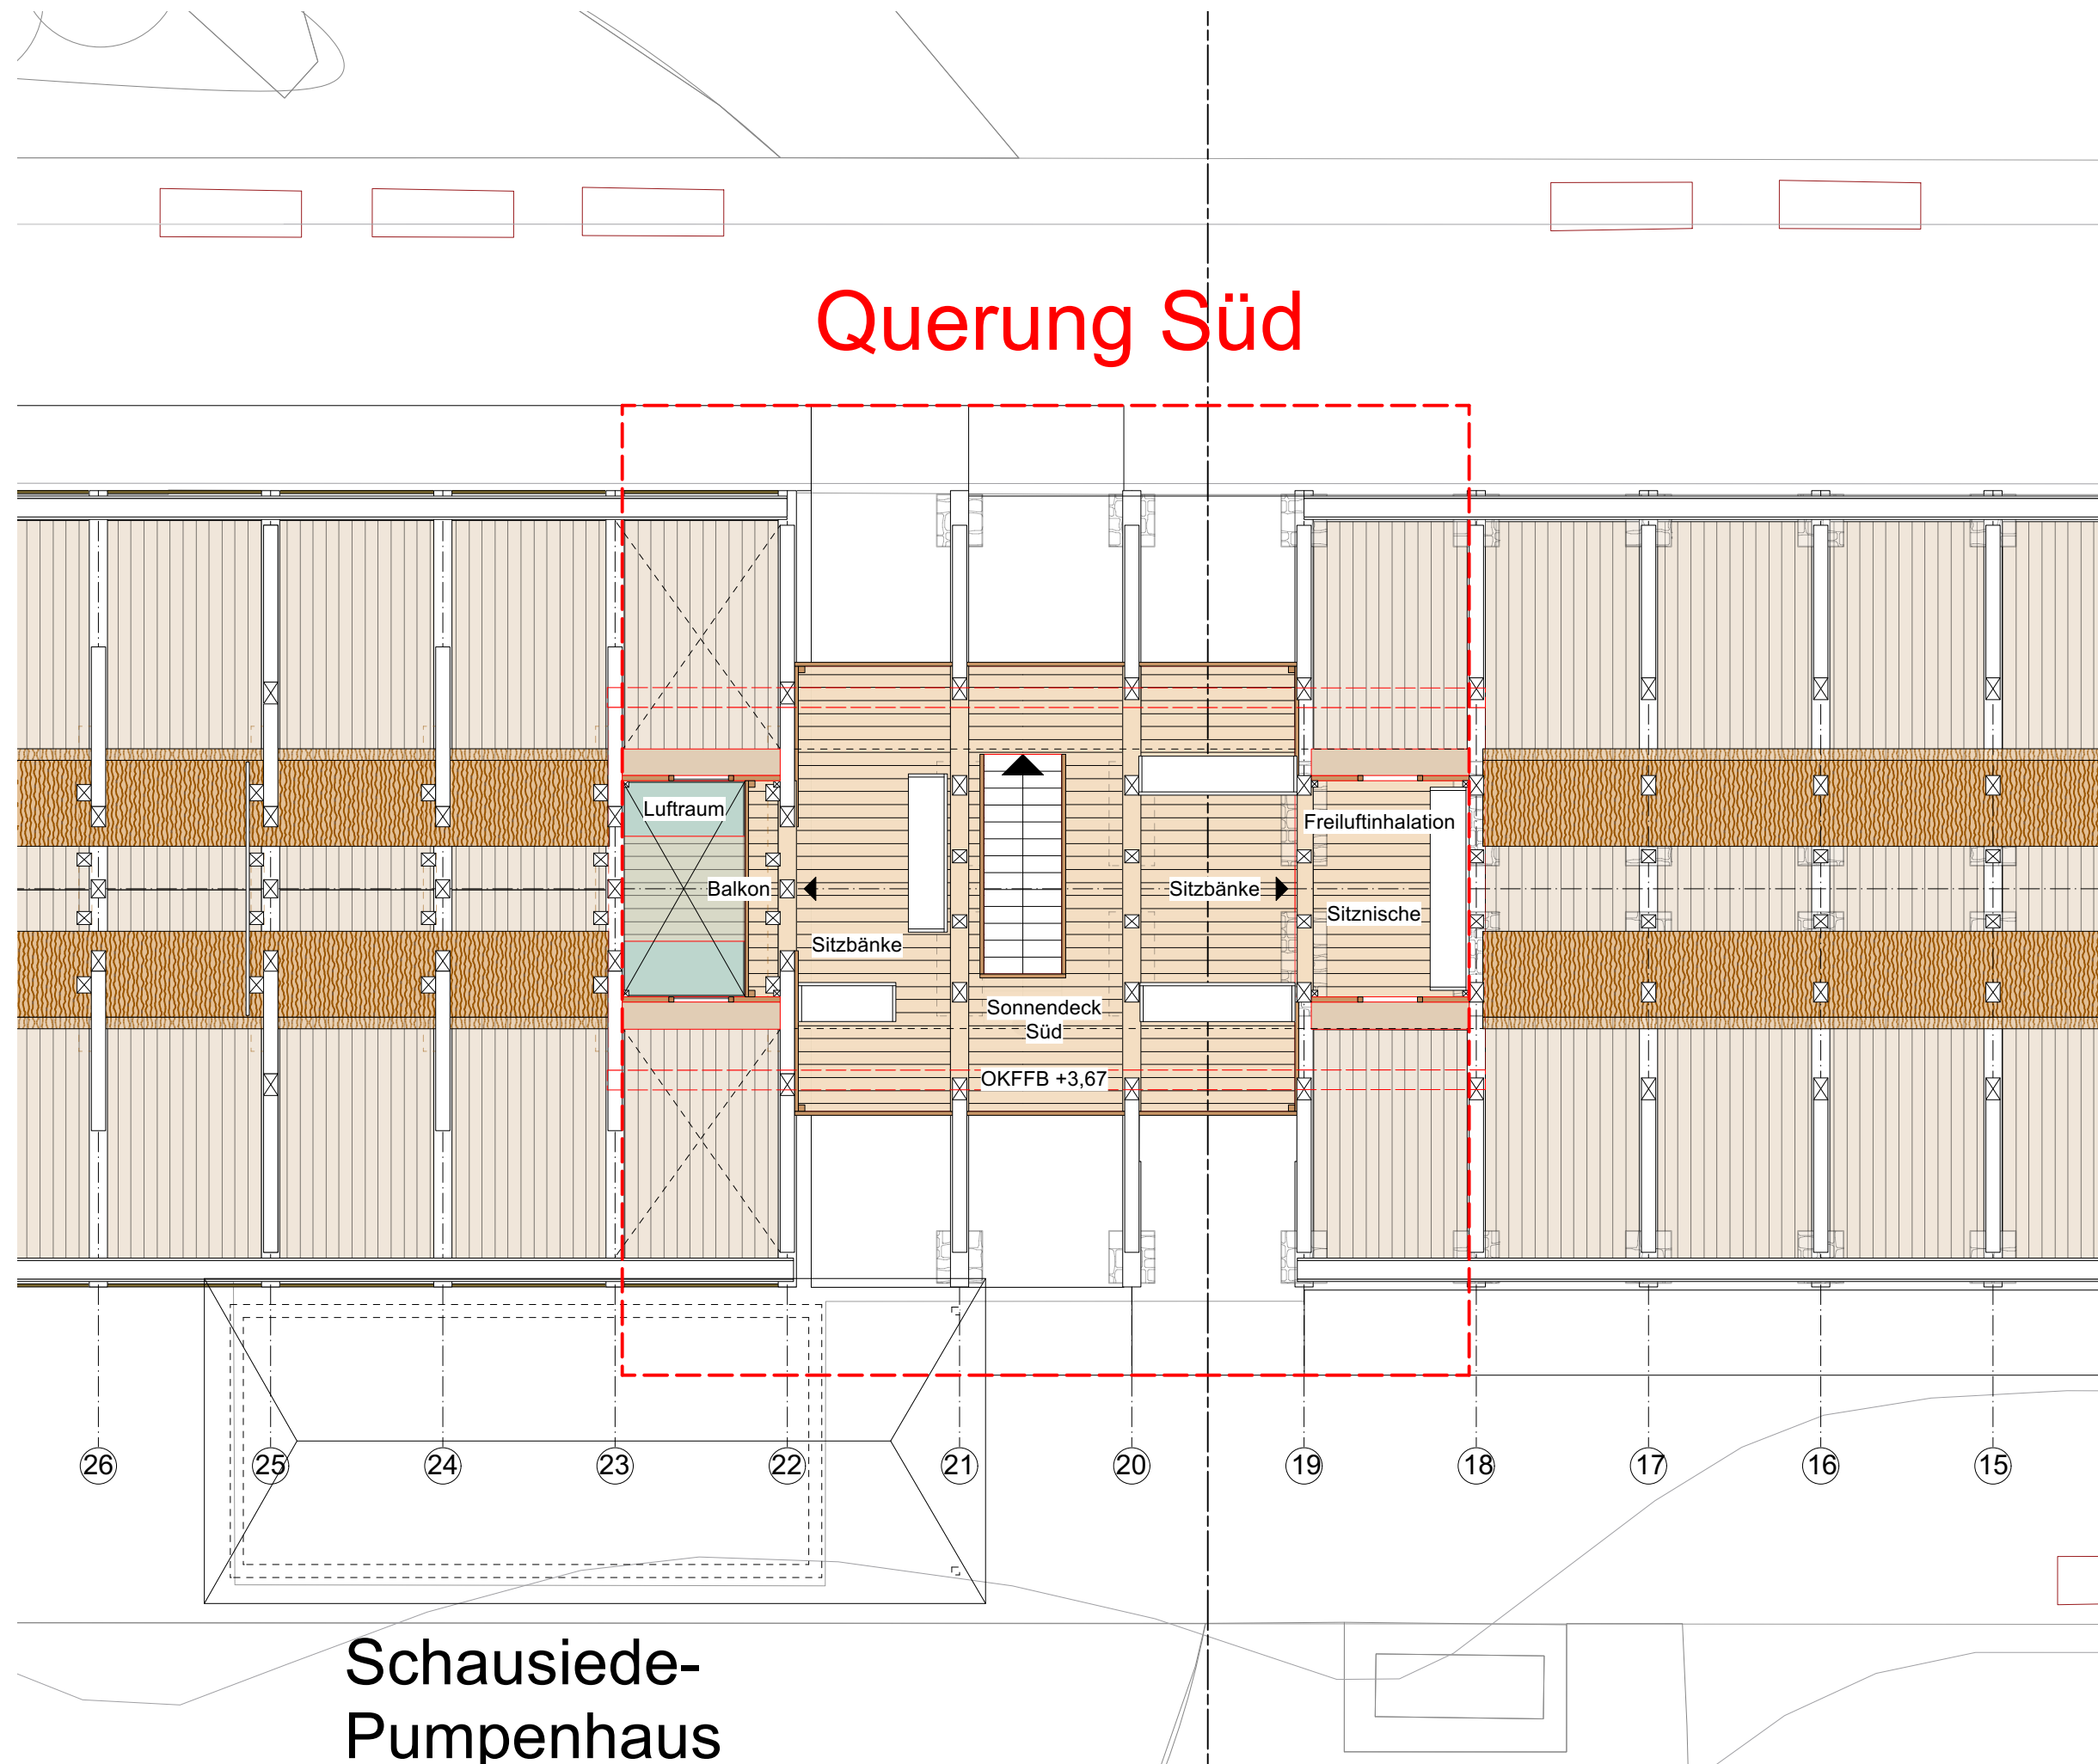 Querung Süd
Luftraum
Freiluftinhalation
Balkon
Sitzbänke
Sitznische
Sitzbänke
Sonnendeck
Süd
OKFFB +3,67
26 25 24 23 22 21 20 19 18 17 16 15
Schausiede-
Pumpenhaus